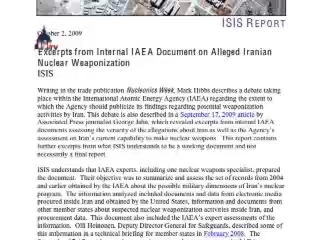 ISIS REPORT
October 2, 2009
Excerpts from Internal IAEA Document on Alleged Iranian
Nuclear Weaponization
ISIS
Writing in the trade publication Nucleonics Week, Mark Hibbs describes a debate taking
place within the International Atomic Energy Agency (IAEA) regarding the extent to
which the Agency should publicize its findings regarding potential weaponization
activities by Iran. This debate is also described in a September 17, 2009 article by
Associated Press journalist George Jahn, which revealed excerpts from internal IAEA
documents assessing the veracity of the allegations about Iran as well as the Agency's
assessment on Iran's current capability to make nuclear weapons. This report contains
further excerpts from what ISIS understands to be a working document and not
necessarily a final report.
ISIS understands that IAEA experts, including one nuclear weapons specialist, prepared
the document. Their objective was to summarize and assess the set of records from 2004
and earlier obtained by the IAEA about the possible military dimensions of Iran's nuclear
program. The information analyzed included documents and data from electronic media
procured inside Iran and obtained by the United States, information and documents from
other member states about suspected nuclear weaponization activities inside Iran, and
procurement data. This document also included the IAEA's expert assessments of the
information. Olli Heinonen, Deputy Director General for Safeguards, described some of
this information in a technical briefing for member states in February 2008. The